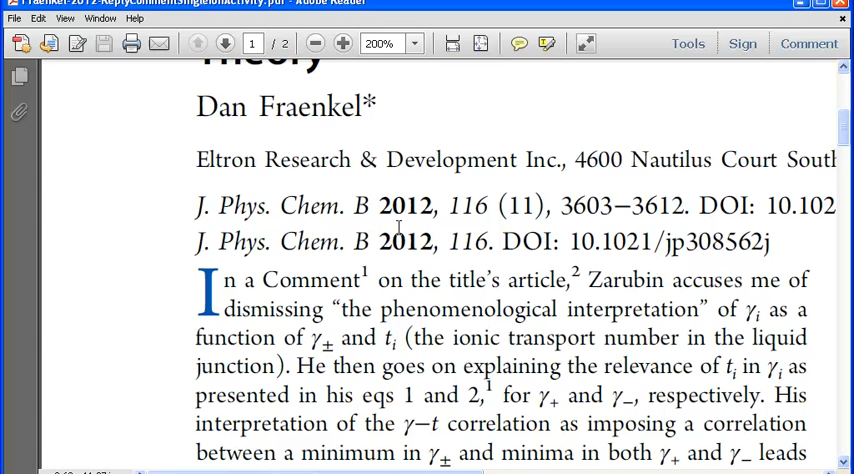 Fraenkel-2012-ReplyCommentSingleIonActivity.pdf - Adobe Reader
File Edit View Window Help
1 / 2 200% Tools Sign Comment
Theory
Dan Fraenkel*
Eltron Research & Development Inc., 4600 Nautilus Court South
J. Phys. Chem. B 2012, 116 (11), 3603−3612. DOI: 10.102
J. Phys. Chem. B 2012, 116. DOI: 10.1021/jp308562j
In a Comment¹ on the title's article,² Zarubin accuses me of
dismissing “the phenomenological interpretation” of γᵢ as a
function of γ± and tᵢ (the ionic transport number in the liquid
junction). He then goes on explaining the relevance of tᵢ in γᵢ as
presented in his eqs 1 and 2,¹ for γ₊ and γ₋, respectively. His
interpretation of the γ−t correlation as imposing a correlation
between a minimum in γ± and minima in both γ₊ and γ₋ leads